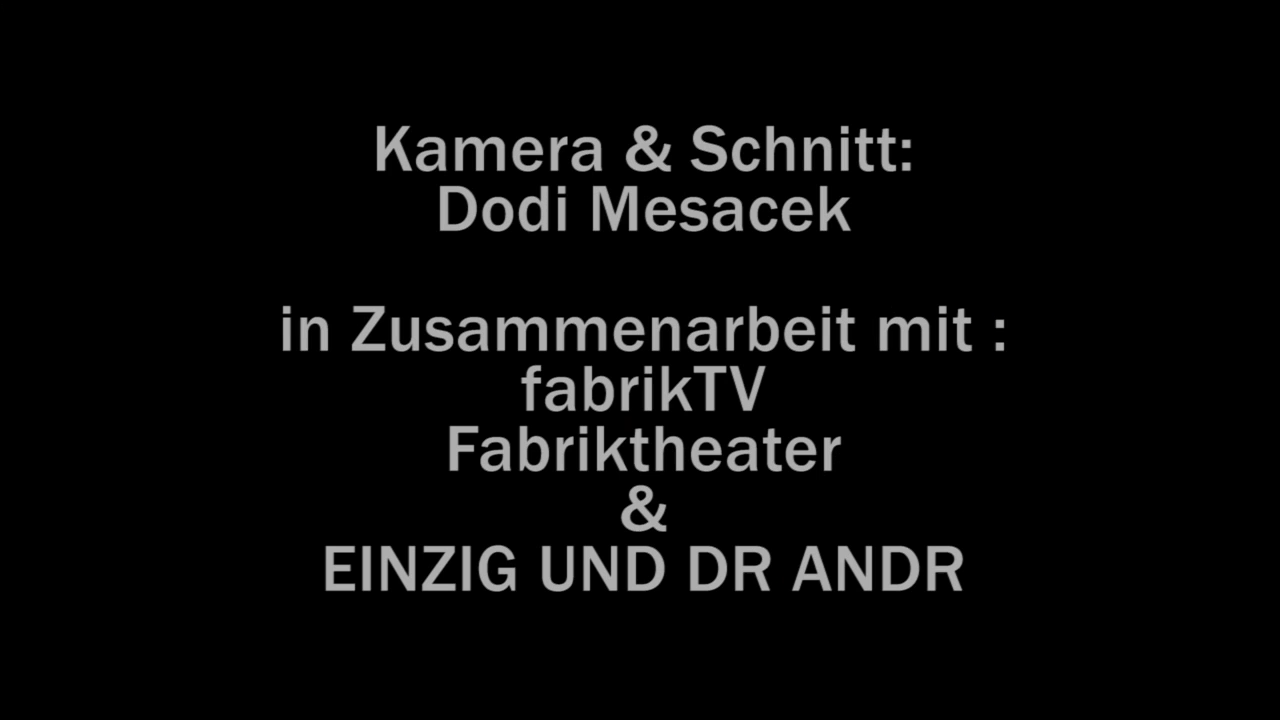 Kamera & Schnitt:
Dodi Mesacek
in Zusammenarbeit mit :
fabrikTV
Fabriktheater
&
EINZIG UND DR ANDR